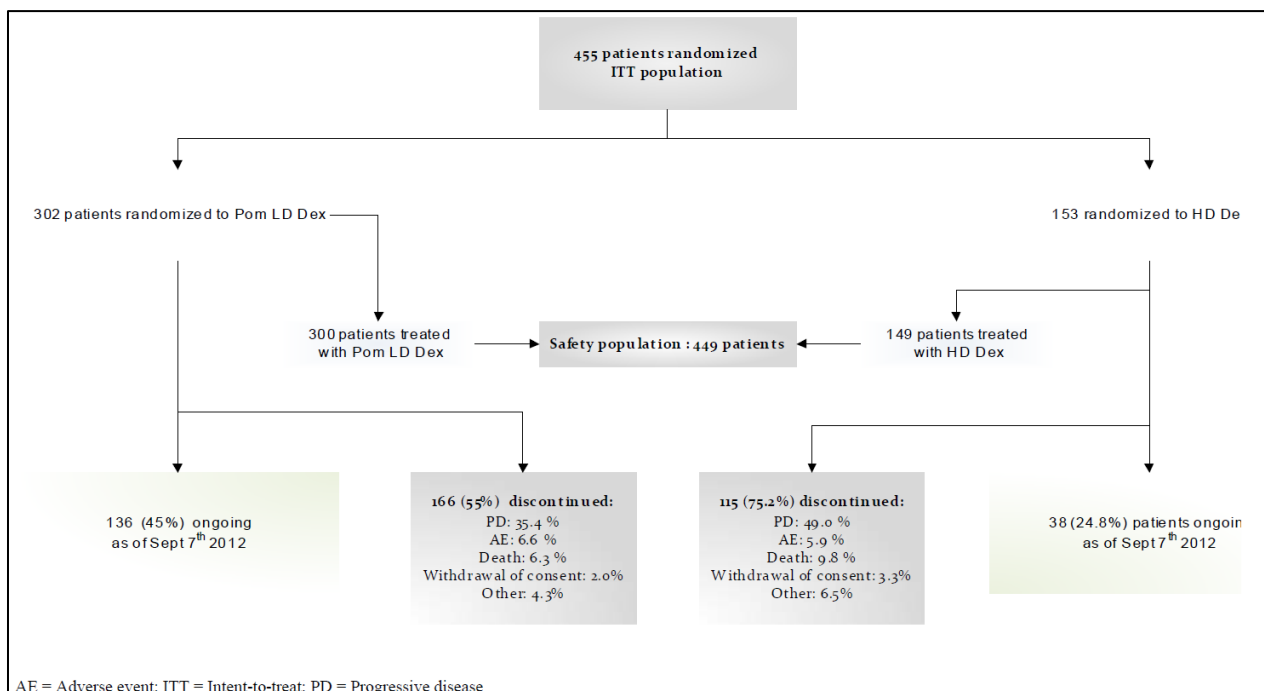 455 patients randomized
ITT population
302 patients randomized to Pom LD Dex
153 randomized to HD De
300 patients treated
with Pom LD Dex
Safety population : 449 patients
149 patients treated
with HD Dex
136 (45%) ongoing
as of Sept 7th 2012
166 (55%) discontinued:
PD: 35.4 %
AE: 6.6 %
Death: 6.3 %
Withdrawal of consent: 2.0%
Other: 4.3%
115 (75.2%) discontinued:
PD: 49.0 %
AE: 5.9 %
Death: 9.8 %
Withdrawal of consent: 3.3%
Other: 6.5%
38 (24.8%) patients ongoin
as of Sept 7th 2012
AE = Adverse event; ITT = Intent-to-treat; PD = Progressive disease